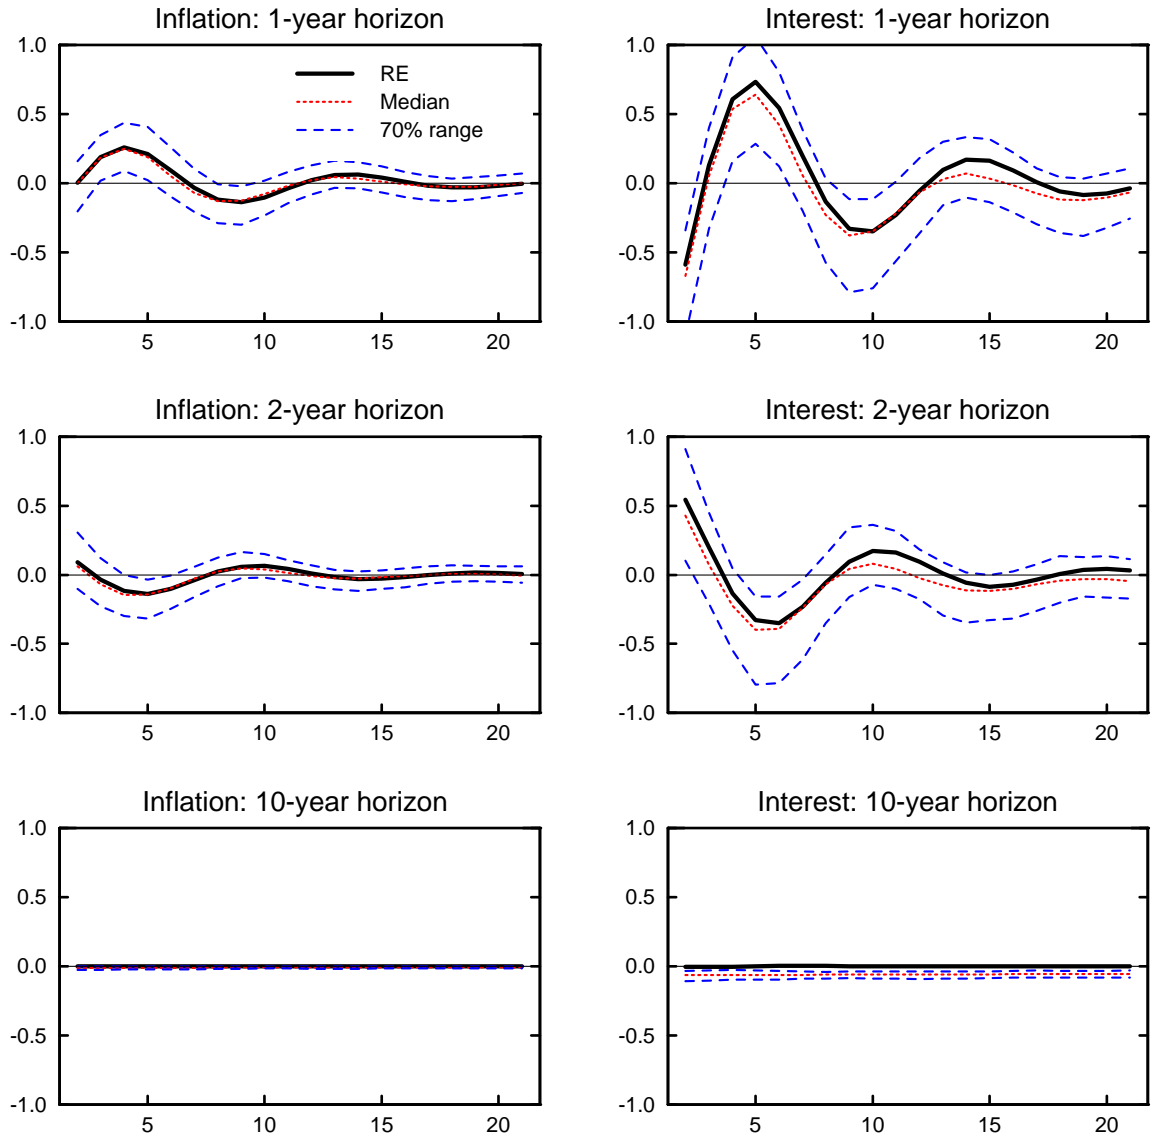 Inflation: 1-year horizon
1.0
0.5
0.0
-0.5
-1.0
5 10 15 20
RE
Median
70% range
Interest: 1-year horizon
1.0
0.5
0.0
-0.5
-1.0
5 10 15 20
Inflation: 2-year horizon
1.0
0.5
0.0
-0.5
-1.0
5 10 15 20
Interest: 2-year horizon
1.0
0.5
0.0
-0.5
-1.0
5 10 15 20
Inflation: 10-year horizon
1.0
0.5
0.0
-0.5
-1.0
5 10 15 20
Interest: 10-year horizon
1.0
0.5
0.0
-0.5
-1.0
5 10 15 20